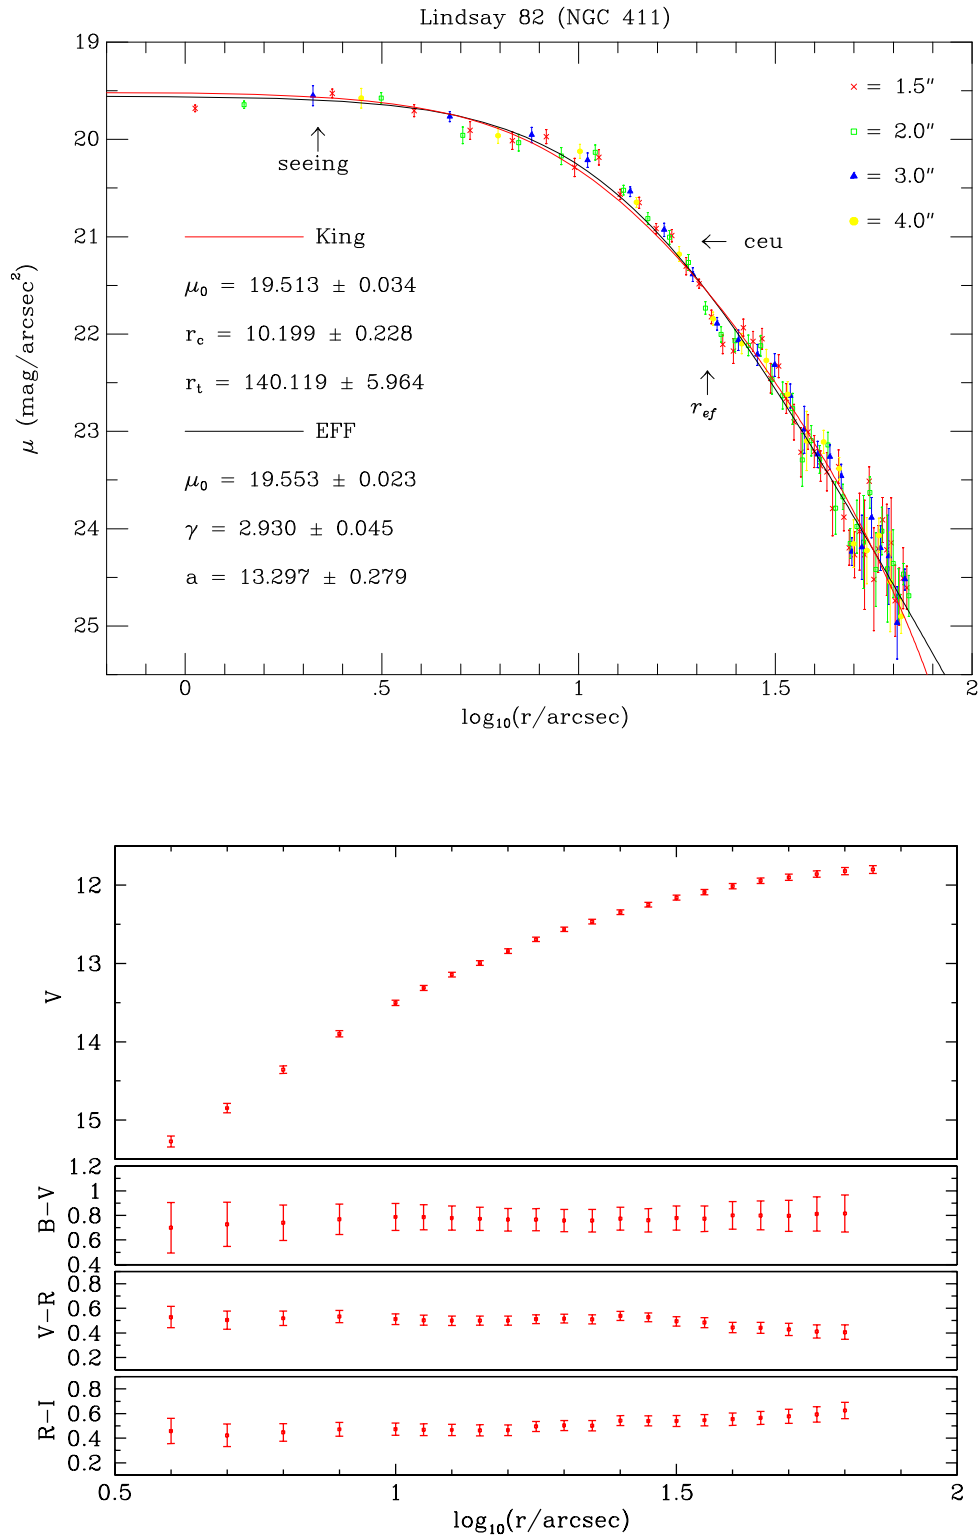 Lindsay 82 (NGC 411)
19
20
21
22
23
24
25
μ (mag/arcsec²)
× = 1.5″
□ = 2.0″
▲ = 3.0″
● = 4.0″
seeing
ceu
r_ef
King
μ₀ = 19.513 ± 0.034
r_c = 10.199 ± 0.228
r_t = 140.119 ± 5.964
EFF
μ₀ = 19.553 ± 0.023
γ = 2.930 ± 0.045
a = 13.297 ± 0.279
0 .5 1 1.5 2
log₁₀(r/arcsec)
12
13
14
15
V
1.2
1
0.8
0.6
0.4
B−V
0.8
0.6
0.4
0.2
V−R
0.8
0.6
0.4
0.2
R−I
0.5 1 1.5 2
log₁₀(r/arcsec)